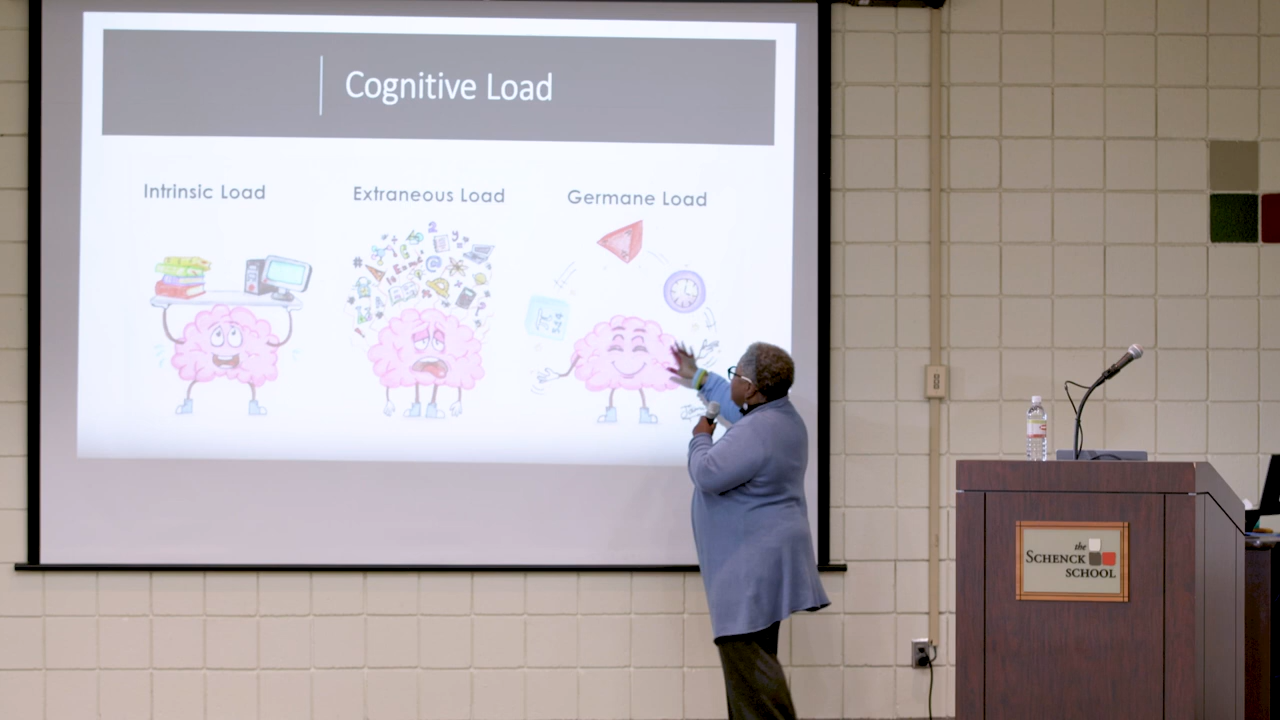 Cognitive Load
Intrinsic Load
Extraneous Load
Germane Load
the
SCHENCK
SCHOOL